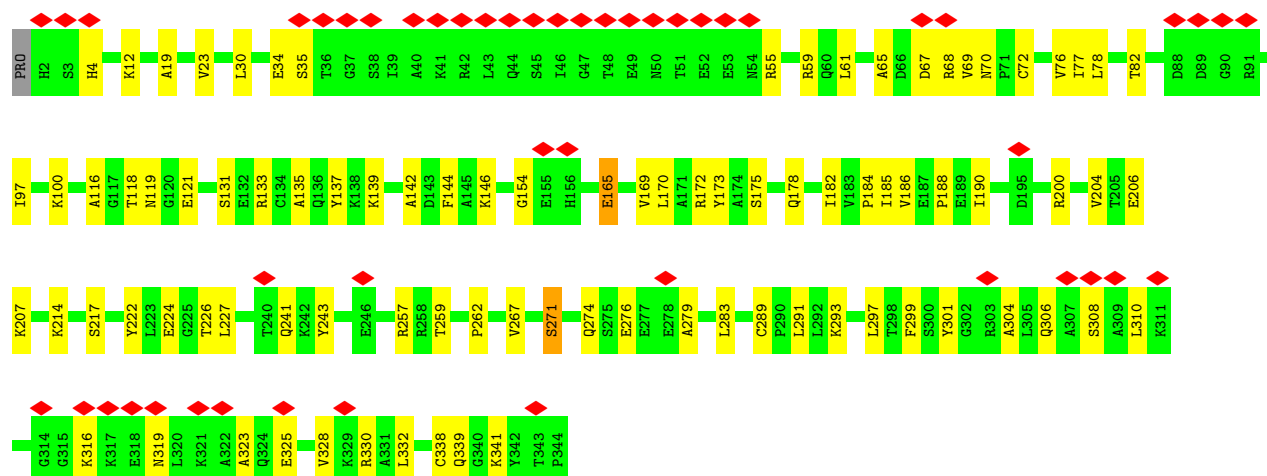 PRO H2 S3 H4 K12 A19 V23 L30 E34 S35 T36 G37 S38 I39 A40 K41 R42 L43 Q44 S45 I46 G47 T48 E49 N50 T51 E52 E53 N54 R55 R59 Q60 L61 A65 D66 D67 R68 V69 N70 P71 C72 V76 I77 L78 T82 D88 D89 G90 R91
I97 K100 A116 G117 T118 N119 G120 E121 S131 E132 R133 C134 A135 Q136 Y137 K138 K139 A142 D143 F144 A145 K146 G154 E155 H156 E165 V169 L170 A171 R172 Y173 A174 S175 Q178 I182 V183 P184 I185 V186 E187 P188 E189 I190 D195 R200 V204 T205 E206
K207 K214 S217 Y222 L223 E224 G225 T226 L227 T240 Q241 K242 Y243 E246 R257 R258 T259 P262 V267 S271 Q274 S275 E276 E277 E278 A279 L283 C289 P290 L291 L292 K293 L297 T298 F299 S300 Y301 G302 R303 A304 L305 Q306 A307 S308 A309 L310 K311
G314 G315 K316 K317 E318 N319 L320 K321 A322 A323 Q324 E325 V328 K329 R330 A331 L332 C338 Q339 G340 K341 Y342 T343 P344